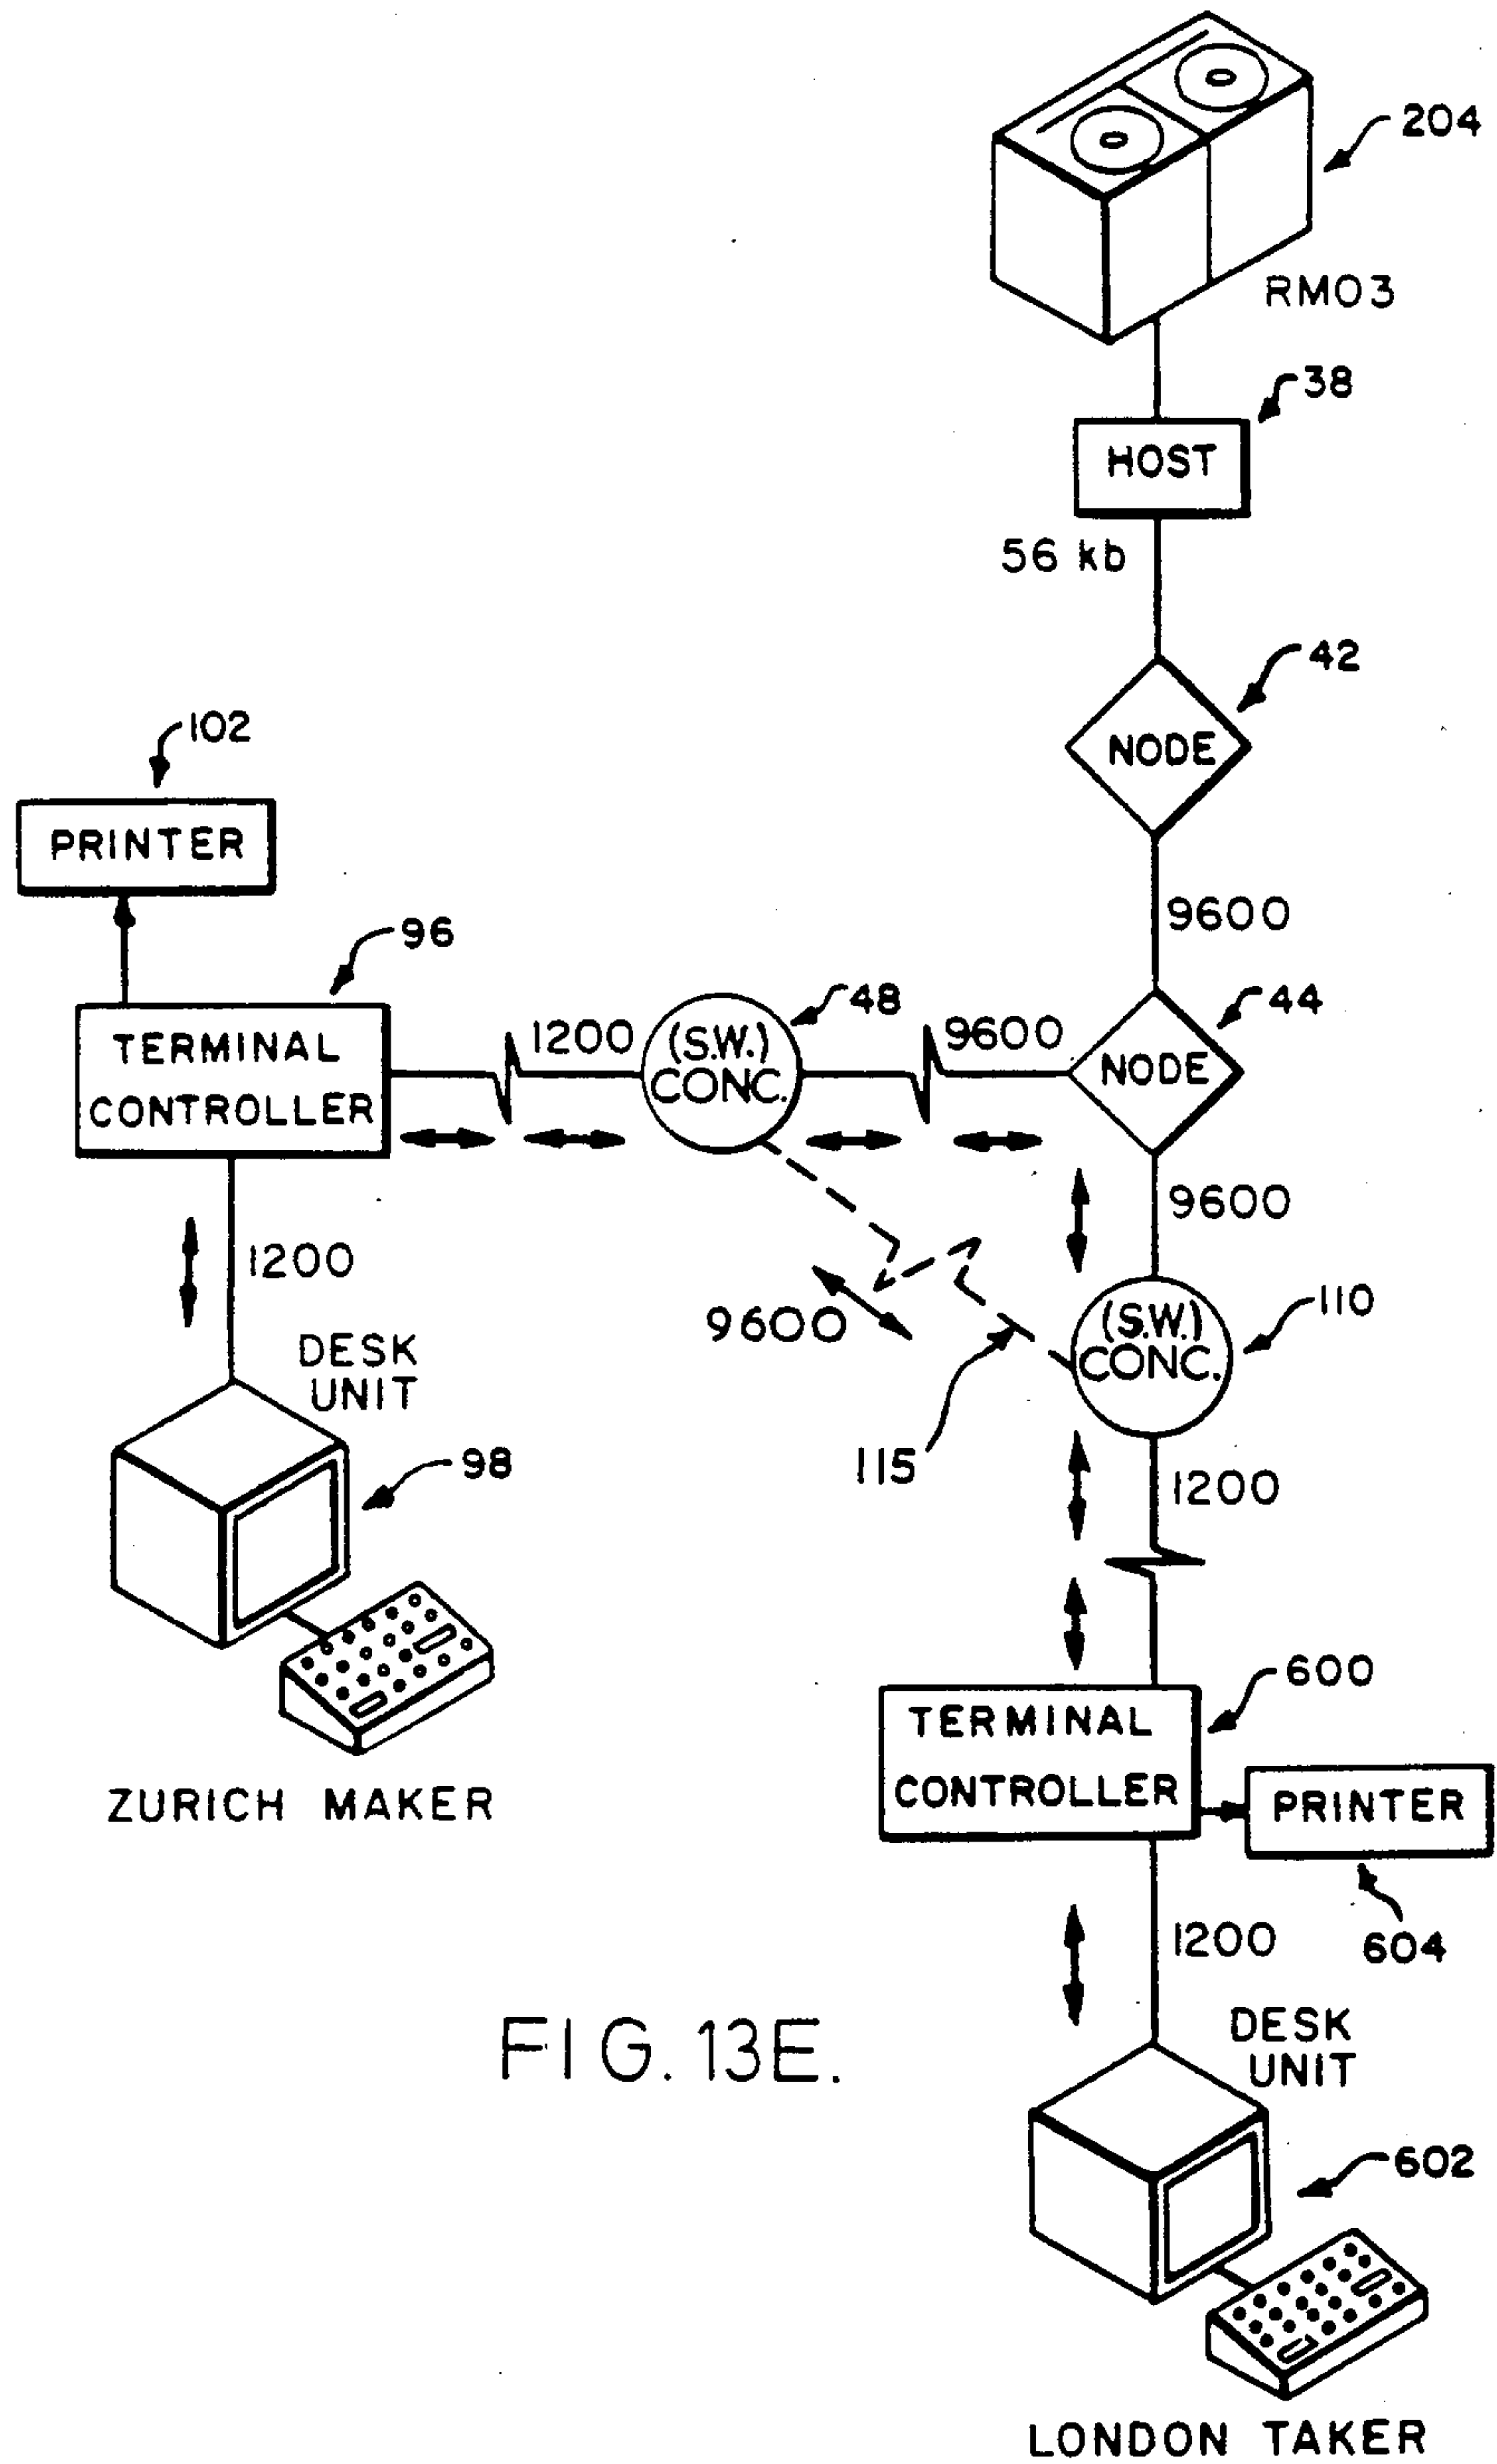 204
RM03
38
HOST
56 kb
42
NODE
102
PRINTER
9600
96
48
44
TERMINAL
CONTROLLER
1200
(S.W.)
CONC.
9600
NODE
9600
1200
9600
110
(S.W.)
CONC.
DESK
UNIT
115
98
1200
600
TERMINAL
CONTROLLER
PRINTER
ZURICH MAKER
604
1200
FIG. 13E.
DESK
UNIT
602
LONDON TAKER